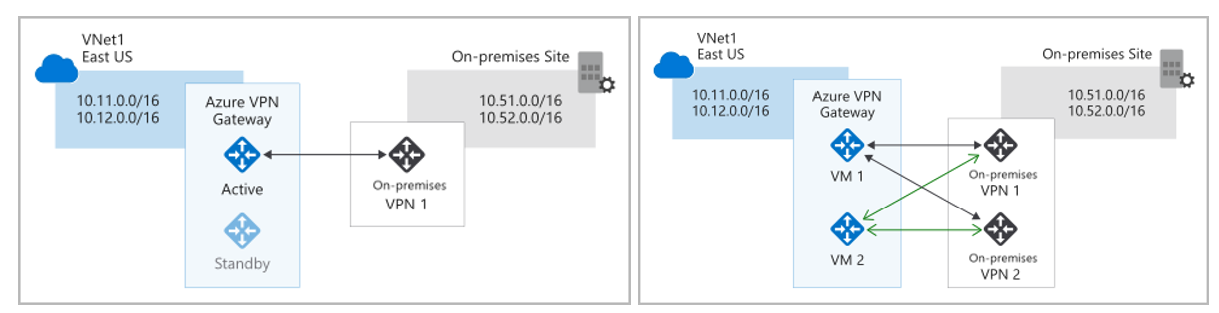 VNet1
East US
On-premises Site
10.11.0.0/16
10.12.0.0/16
Azure VPN
Gateway
10.51.0.0/16
10.52.0.0/16
Active
On-premises
VPN 1
Standby
VNet1
East US
On-premises Site
10.11.0.0/16
10.12.0.0/16
Azure VPN
Gateway
10.51.0.0/16
10.52.0.0/16
VM 1
On-premises
VPN 1
VM 2
On-premises
VPN 2